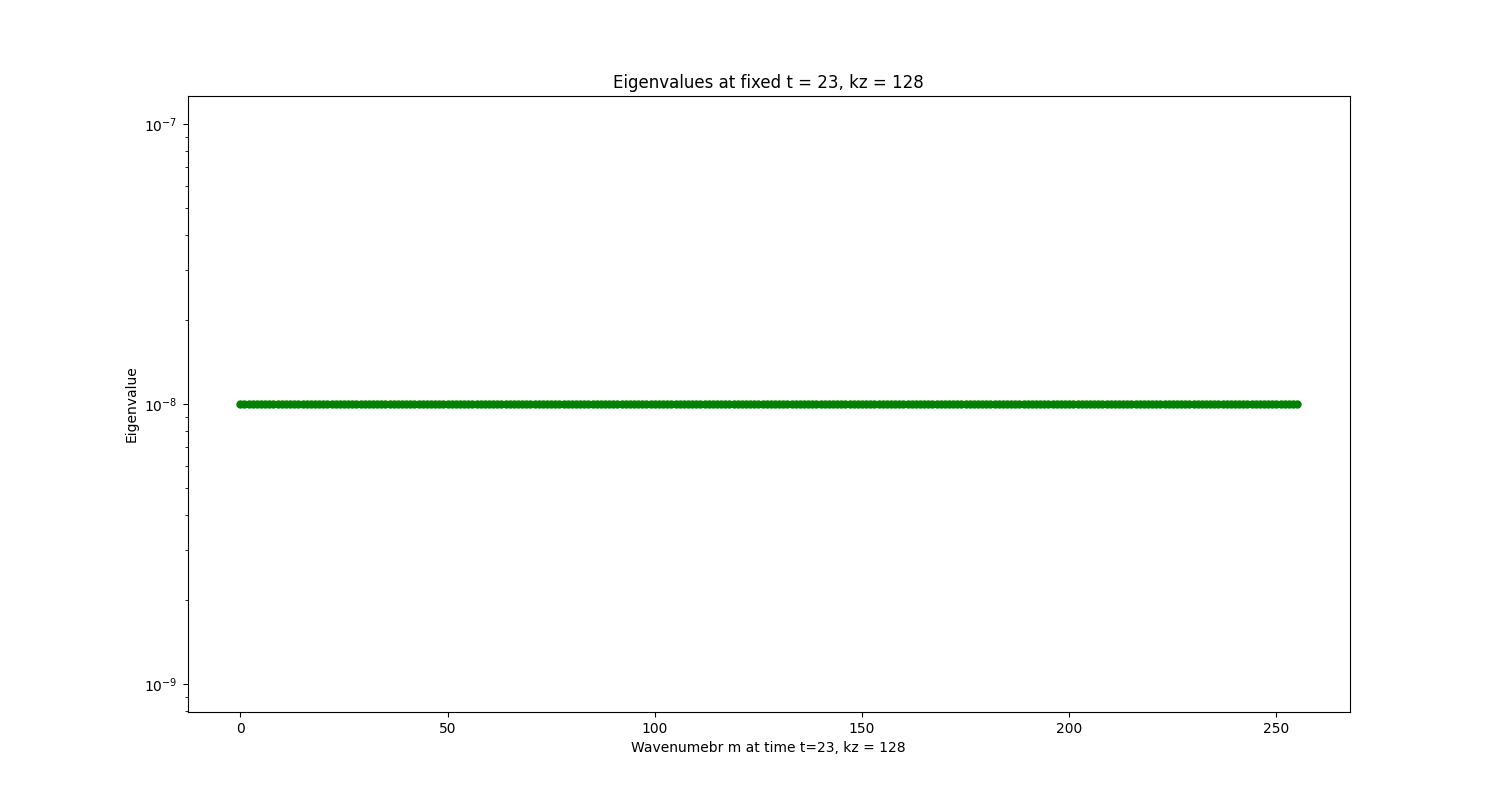 Eigenvalues at fixed t = 23, kz = 128
10⁻⁷
10⁻⁸
10⁻⁹
Eigenvalue
0 50 100 150 200 250
Wavenumebr m at time t=23, kz = 128